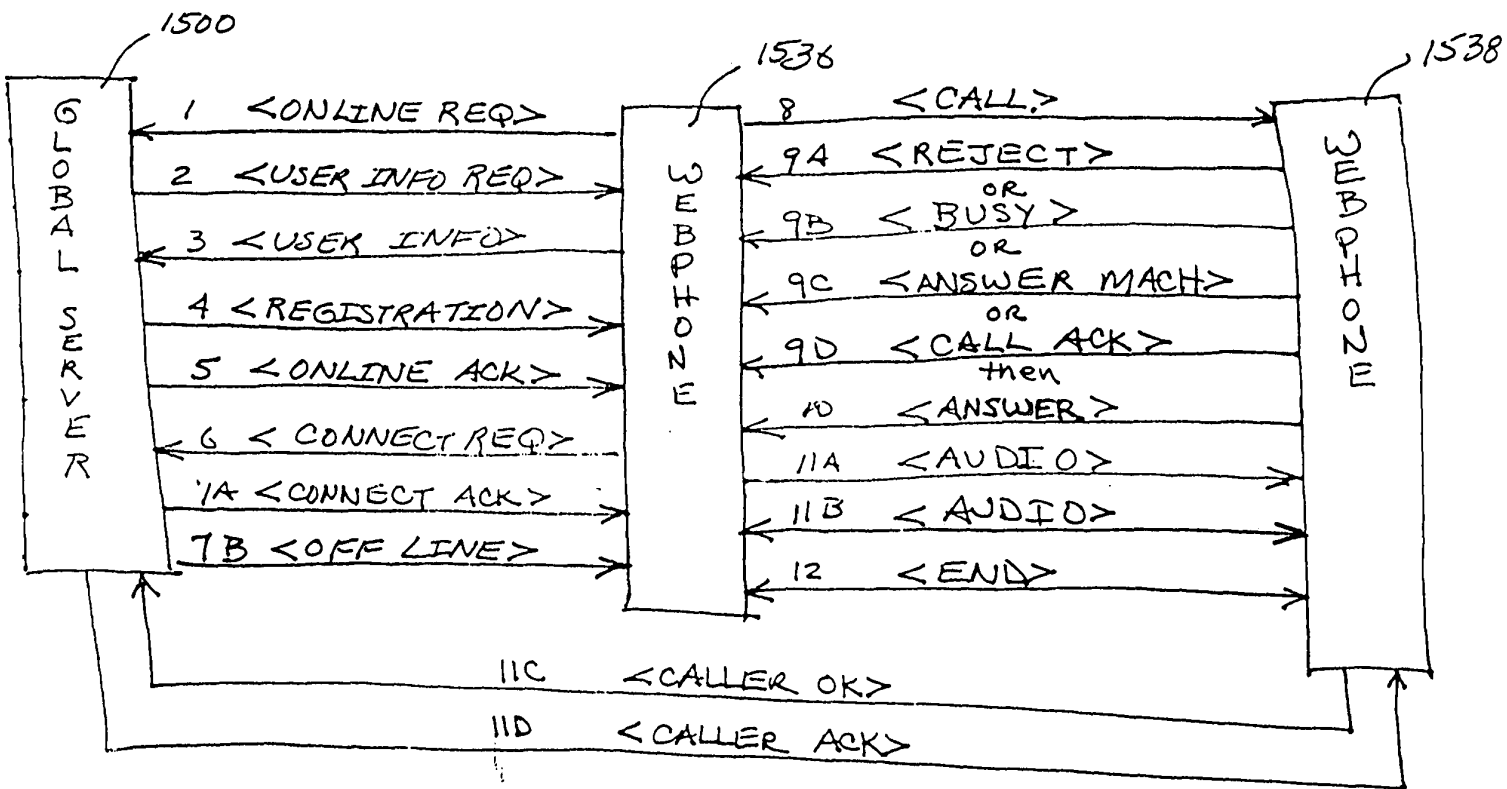 1500
1536
1538
GLOBAL SERVER
1 <ONLINE REQ>
2 <USER INFO REQ>
3 <USER INFO>
4 <REGISTRATION>
5 <ONLINE ACK>
6 <CONNECT REQ>
7A <CONNECT ACK>
7B <OFF LINE>
WEBPHONE
8 <CALL>
9A <REJECT>
OR
9B <BUSY>
OR
9C <ANSWER MACH>
OR
9D <CALL ACK>
then
10 <ANSWER>
11A <AUDIO>
11B <AUDIO>
12 <END>
WEBPHONE
11C <CALLER OK>
11D <CALLER ACK>